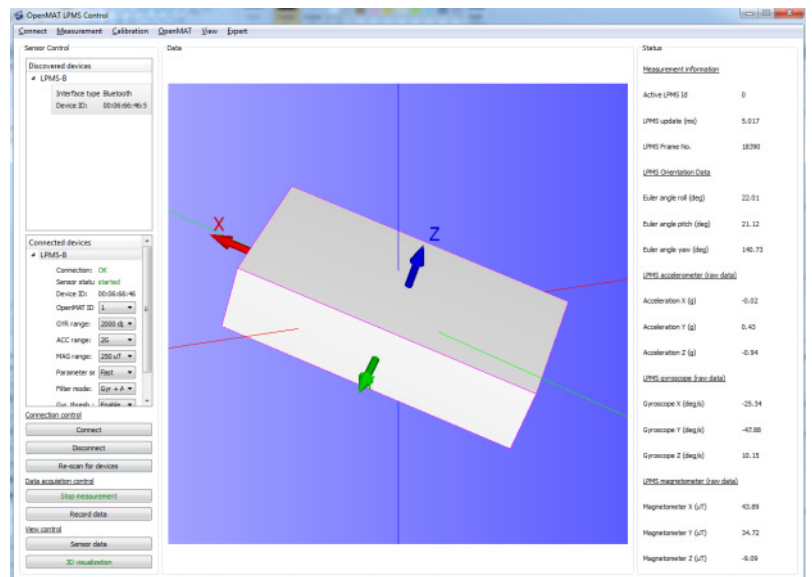 OpenMAT LPMS Control
Connect Measurement Calibration OpenMAT View Expert
Sensor Control
Discovered devices
LPMS-B
Interface type Bluetooth
Device ID: 00:06:66:46:5
Connected devices
LPMS-B
Connection: OK
Sensor statu started
Device ID: 00:06:66:46
OpenMAT ID 1
GYR range: 2000 d
ACC range: 2G
MAG range: 250 uT
Parameter se Fast
Filter mode: Gyr + A
Gyr. thresh. Enable
Connection control
Connect
Disconnect
Re-scan for devices
Data acquisition control
Stop measurement
Record data
View control
Sensor data
3D visualization
Data
X
Z
Status
Measurement information
Active LPMS Id 0
LPMS update (ms) 5.017
LPMS Frame No. 18390
LPMS Orientation Data
Euler angle roll (deg) 22.01
Euler angle pitch (deg) 21.12
Euler angle yaw (deg) 140.73
LPMS accelerometer (raw data)
Acceleration X (g) -0.02
Acceleration Y (g) 0.43
Acceleration Z (g) -0.94
LPMS gyroscope (raw data)
Gyroscope X (deg/s) -25.34
Gyroscope Y (deg/s) -47.88
Gyroscope Z (deg/s) 10.15
LPMS magnetometer (raw data)
Magnetometer X (uT) 43.89
Magnetometer Y (uT) 34.72
Magnetometer Z (uT) -9.09